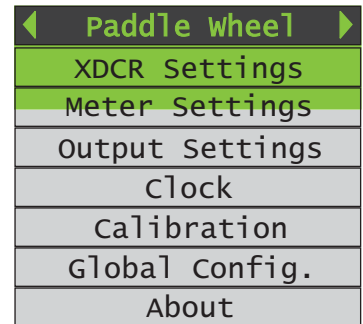 Paddle Wheel
XDCR Settings
Meter Settings
Output Settings
Clock
Calibration
Global Config.
About